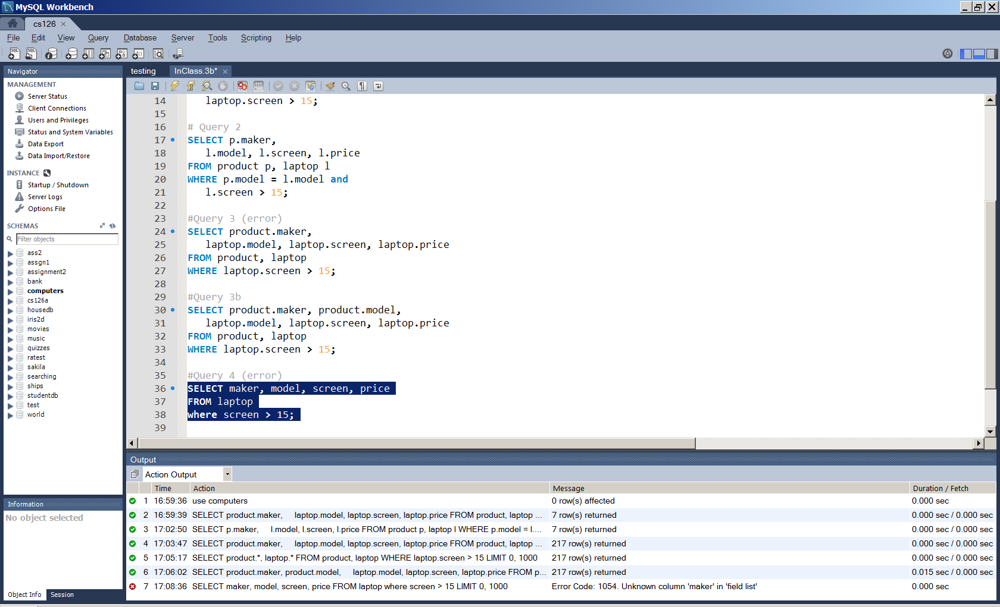 MySQL Workbench
cs126
File Edit View Query Database Server Tools Scripting Help
Navigator
MANAGEMENT
Server Status
Client Connections
Users and Privileges
Status and System Variables
Data Export
Data Import/Restore
INSTANCE
Startup / Shutdown
Server Logs
Options File
SCHEMAS
Filter objects
ass2
assgn1
assignment2
bank
computers
cs126a
housedb
iris2d
movies
music
quizzes
ratest
sakila
searching
ships
studentdb
test
world
Information
No object selected
Object Info Session
testing InClass.3b*
14 laptop.screen > 15;
15
16 # Query 2
17 SELECT p.maker,
18 l.model, l.screen, l.price
19 FROM product p, laptop l
20 WHERE p.model = l.model and
21 l.screen > 15;
22
23 #Query 3 (error)
24 SELECT product.maker,
25 laptop.model, laptop.screen, laptop.price
26 FROM product, laptop
27 WHERE laptop.screen > 15;
28
29 #Query 3b
30 SELECT product.maker, product.model,
31 laptop.model, laptop.screen, laptop.price
32 FROM product, laptop
33 WHERE laptop.screen > 15;
34
35 #Query 4 (error)
36 SELECT maker, model, screen, price
37 FROM laptop
38 where screen > 15;
39
Output
Action Output
Time Action Message Duration / Fetch
1 16:59:36 use computers 0 row(s) affected 0.000 sec
2 16:59:39 SELECT product.maker, laptop.model, laptop.screen, laptop.price FROM product, laptop ... 7 row(s) returned 0.000 sec / 0.000 sec
3 17:02:50 SELECT p.maker, l.model, l.screen, l.price FROM product p, laptop l WHERE p.model = l.... 7 row(s) returned 0.000 sec / 0.000 sec
4 17:03:47 SELECT product.maker, laptop.model, laptop.screen, laptop.price FROM product, laptop ... 217 row(s) returned 0.000 sec / 0.000 sec
5 17:05:17 SELECT product.*, laptop.* FROM product, laptop WHERE laptop.screen > 15 LIMIT 0, 1000 217 row(s) returned 0.000 sec / 0.000 sec
6 17:06:02 SELECT product.maker, product.model, laptop.model, laptop.screen, laptop.price FROM p... 217 row(s) returned 0.015 sec / 0.000 sec
7 17:08:36 SELECT maker, model, screen, price FROM laptop where screen > 15 LIMIT 0, 1000 Error Code: 1054. Unknown column 'maker' in 'field list' 0.000 sec